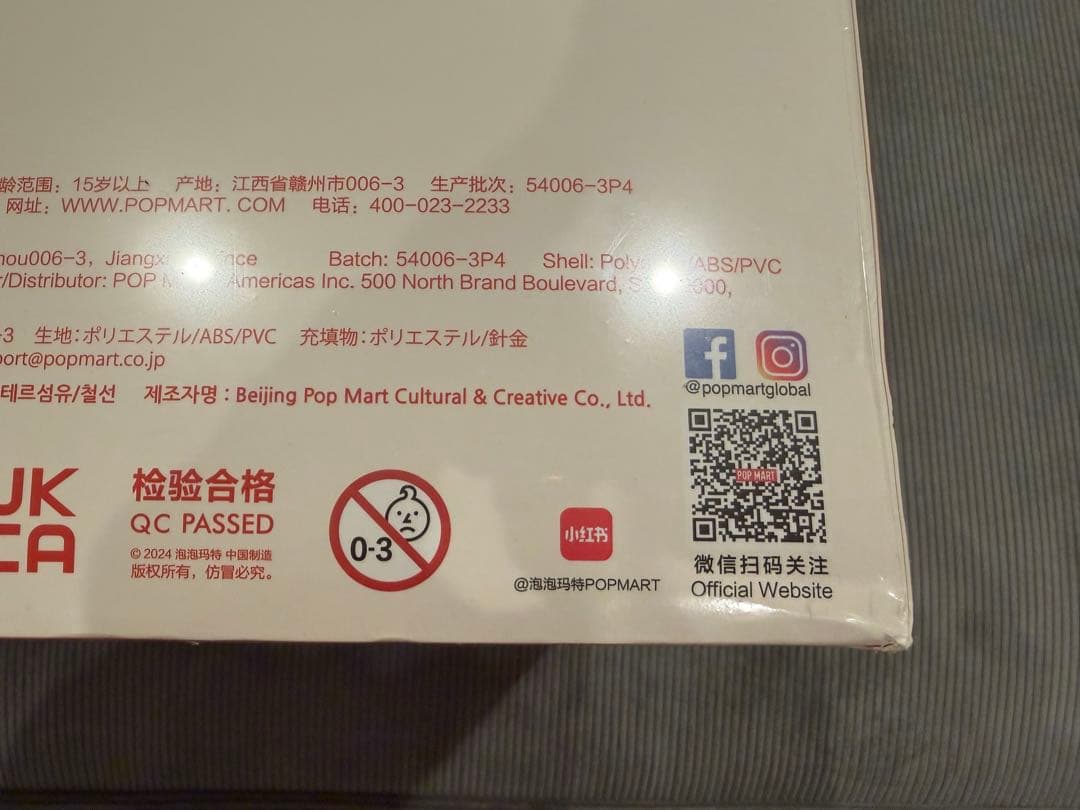 龄范围：15岁以上 产地：江西省赣州市006-3 生产批次：54006-3P4
网址：WWW.POPMART.COM 电话：400-023-2233
hou006-3, Batch: 54006-3P4 Shell: /ABS/PVC
r/Distributor: POP Americas Inc. 500 North Brand Boulevard,
-3 生地：ポリエステル/ABS/PVC 充填物：ポリエステル/針金
port@popmart.co.jp
테르섬유/철선 제조자명 : Beijing Pop Mart Cultural & Creative Co., Ltd.
@popmartglobal
POP MART
UK
CA
检验合格
QC PASSED
© 2024 泡泡玛特 中国制造
版权所有，仿冒必究。
0-3
小红书
@泡泡玛特POPMART
微信扫码关注
Official Website